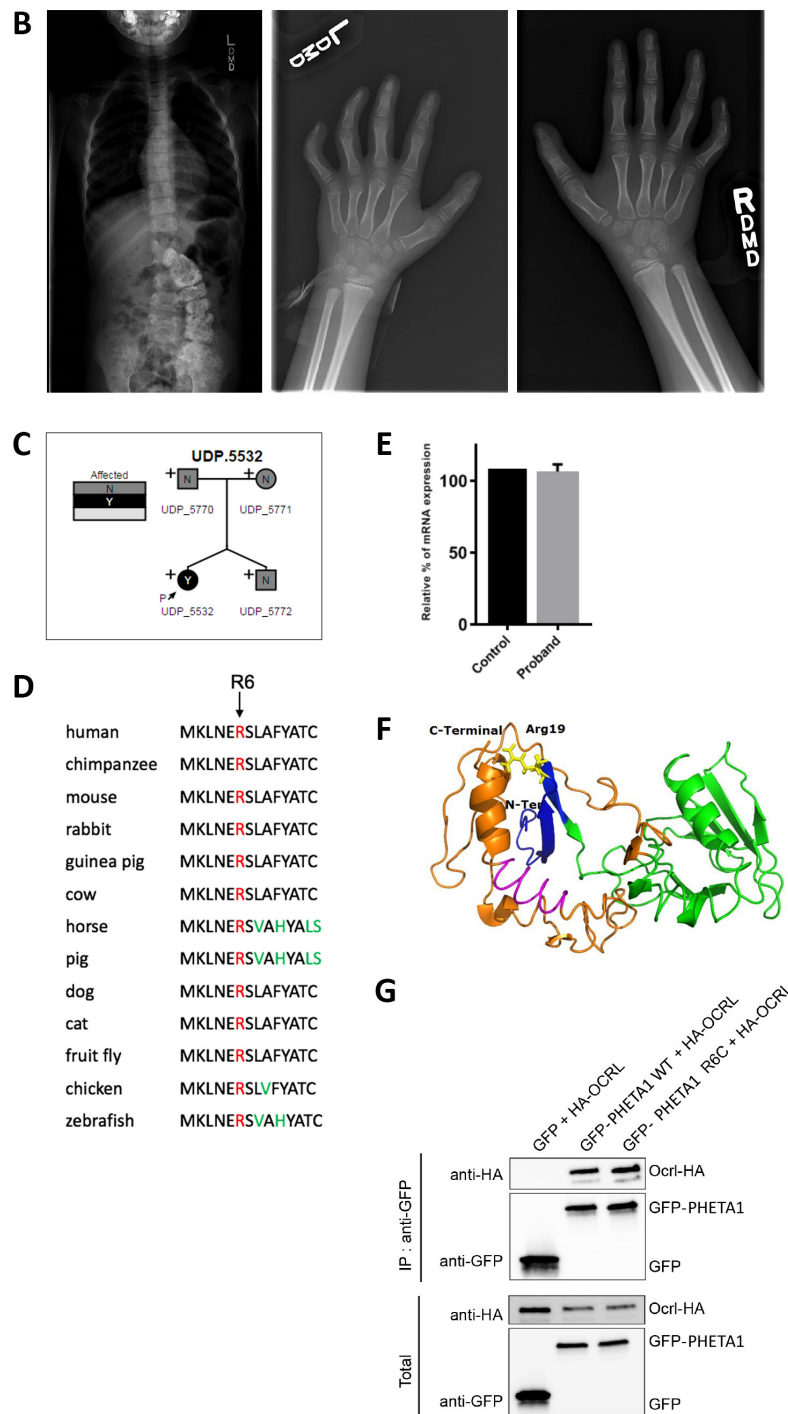 B
L
DMD
LDMD
RDMD
C
UDP.5532
Affected
N
Y
+
N
+
N
UDP_5770
UDP_5771
+
Y
+
N
P
UDP_5532
UDP_5772
E
Relative % of mRNA expression
100
50
0
Control
Proband
D
R6
human MKLNERSLAFYATC
chimpanzee MKLNERSLAFYATC
mouse MKLNERSLAFYATC
rabbit MKLNERSLAFYATC
guinea pig MKLNERSLAFYATC
cow MKLNERSLAFYATC
horse MKLNERSVAHYALS
pig MKLNERSVAHYALS
dog MKLNERSLAFYATC
cat MKLNERSLAFYATC
fruit fly MKLNERSLAFYATC
chicken MKLNERSLVFYATC
zebrafish MKLNERSVAHYATC
F
C-Terminal Arg19
N-Ter
G
GFP + HA-OCRL
GFP-PHETA1 WT + HA-OCRL
GFP- PHETA1 R6C + HA-OCRL
IP : anti-GFP
anti-HA Ocrl-HA
GFP-PHETA1
anti-GFP GFP
Total
anti-HA Ocrl-HA
GFP-PHETA1
anti-GFP GFP